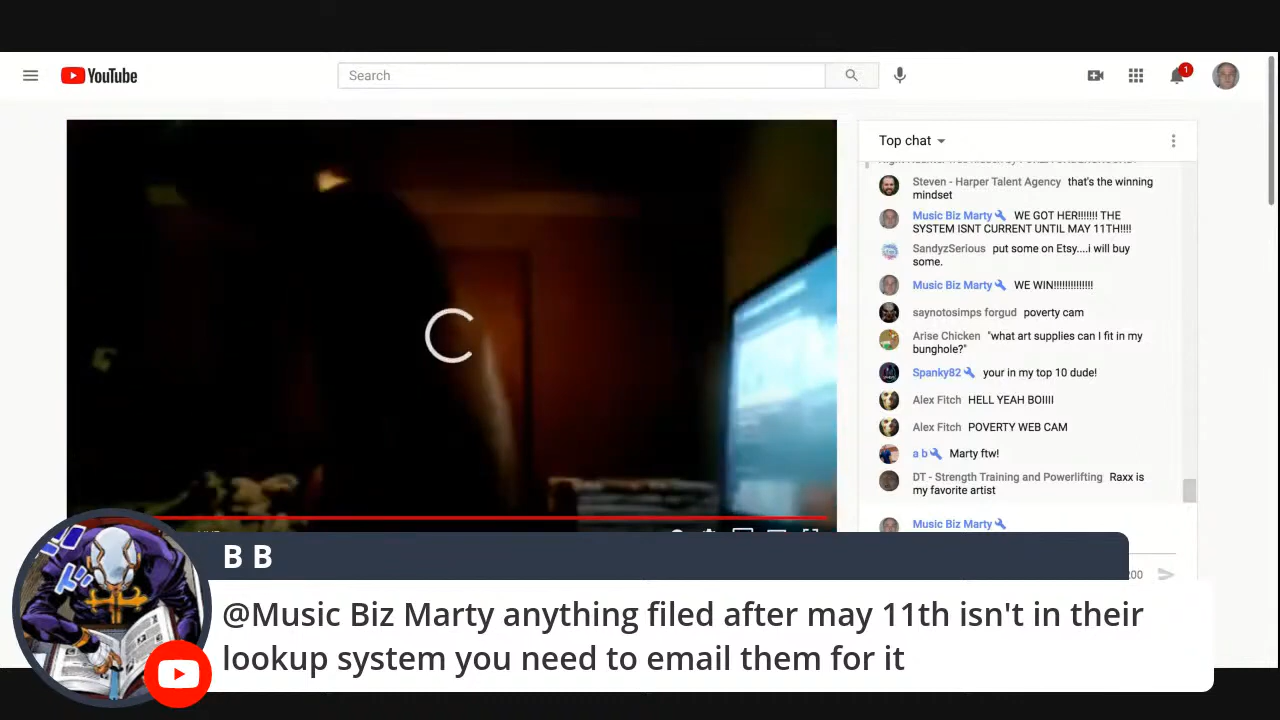 YouTube
Search
1
Top chat
Steven - Harper Talent Agency that's the winning
mindset
Music Biz Marty WE GOT HER!!!!!!! THE
SYSTEM ISNT CURRENT UNTIL MAY 11TH!!!!
SandyzSerious put some on Etsy....i will buy
some.
Music Biz Marty WE WIN!!!!!!!!!!!!!!
saynotosimps forgud poverty cam
Arise Chicken "what art supplies can I fit in my
bunghole?"
Spanky82 your in my top 10 dude!
Alex Fitch HELL YEAH BOIIII
Alex Fitch POVERTY WEB CAM
a b Marty ftw!
DT - Strength Training and Powerlifting Raxx is
my favorite artist
Music Biz Marty
B B
@Music Biz Marty anything filed after may 11th isn't in their
lookup system you need to email them for it